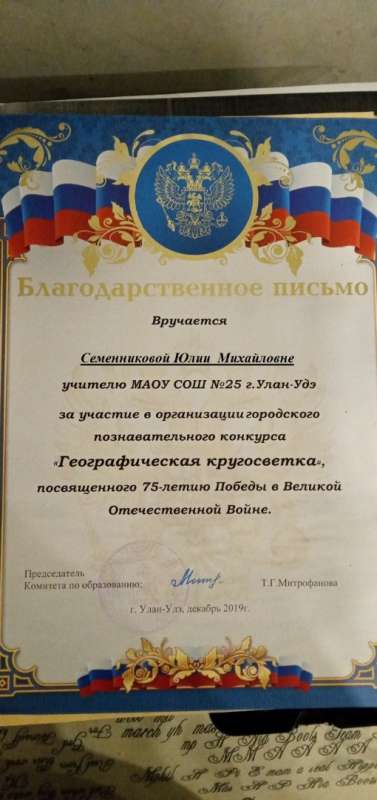 Благодарственное письмо
Вручается
Семенниковой Юлии Михайловне
учителю МАОУ СОШ №25 г.Улан-Удэ
за участие в организации городского
познавательного конкурса
«Географическая кругосветка»,
посвященного 75-летию Победы в Великой
Отечественной Войне.
Председатель
Комитета по образованию: Т.Г.Митрофанова
г. Улан-Удэ, декабрь 2019г.